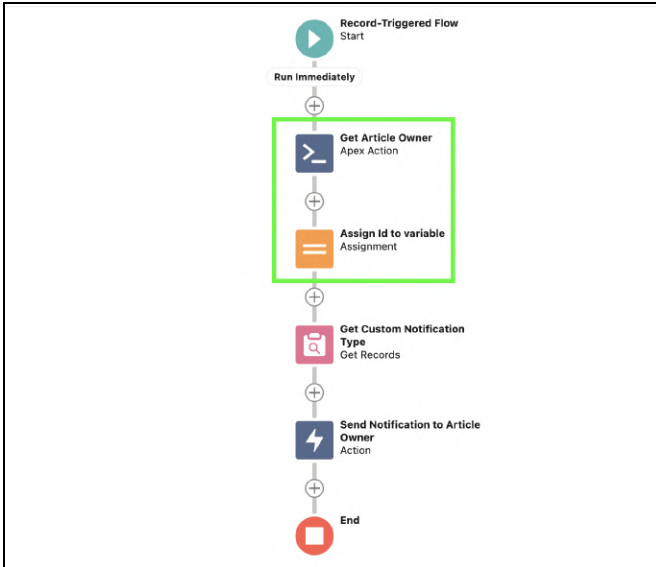 Record-Triggered Flow
Start
Run Immediately
Get Article Owner
Apex Action
Assign Id to variable
Assignment
Get Custom Notification
Type
Get Records
Send Notification to Article
Owner
Action
End